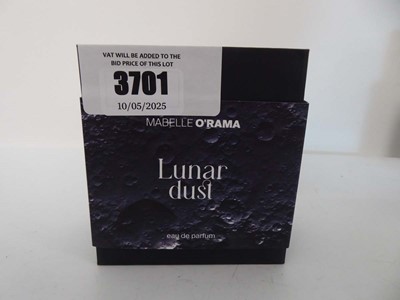 VAT WILL BE ADDED TO THE
BID PRICE OF THIS LOT
3701
10/05/2025
MABELLE O'RAMA
Lunar
dust
eau de parfum